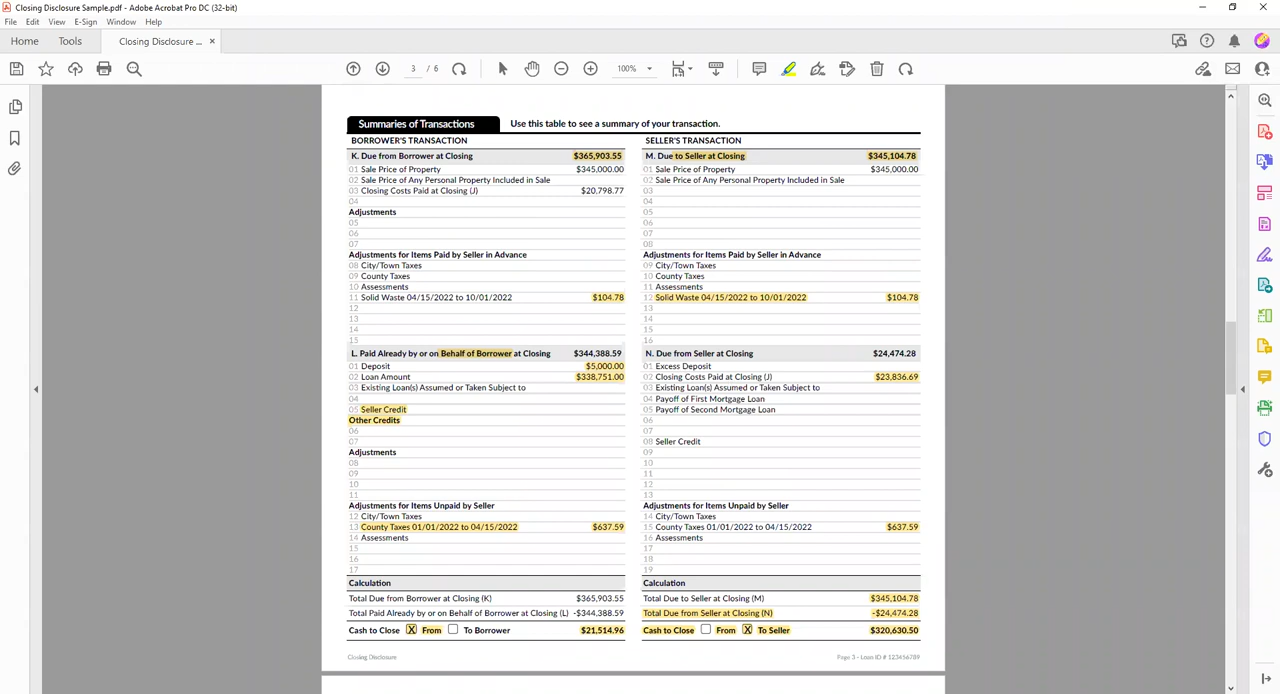 Closing Disclosure Sample.pdf - Adobe Acrobat Pro DC (32-bit)
File Edit View E-Sign Window Help
Home Tools Closing Disclosure ... ×
3 / 6 100%
Summaries of Transactions Use this table to see a summary of your transaction.
BORROWER'S TRANSACTION
K. Due from Borrower at Closing $365,903.55
01 Sale Price of Property $345,000.00
02 Sale Price of Any Personal Property Included in Sale
03 Closing Costs Paid at Closing (J) $20,798.77
04
Adjustments
05
06
07
Adjustments for Items Paid by Seller in Advance
08 City/Town Taxes
09 County Taxes
10 Assessments
11 Solid Waste 04/15/2022 to 10/01/2022 $104.78
12
13
14
15
L. Paid Already by or on Behalf of Borrower at Closing $344,388.59
01 Deposit $5,000.00
02 Loan Amount $338,751.00
03 Existing Loan(s) Assumed or Taken Subject to
04
05 Seller Credit
Other Credits
06
07
Adjustments
08
09
10
11
Adjustments for Items Unpaid by Seller
12 City/Town Taxes
13 County Taxes 01/01/2022 to 04/15/2022 $637.59
14 Assessments
15
16
17
Calculation
Total Due from Borrower at Closing (K) $365,903.55
Total Paid Already by or on Behalf of Borrower at Closing (L) -$344,388.59
Cash to Close X From To Borrower $21,514.96
SELLER'S TRANSACTION
M. Due to Seller at Closing $345,104.78
01 Sale Price of Property $345,000.00
02 Sale Price of Any Personal Property Included in Sale
03
04
05
06
07
08
Adjustments for Items Paid by Seller in Advance
09 City/Town Taxes
10 County Taxes
11 Assessments
12 Solid Waste 04/15/2022 to 10/01/2022 $104.78
13
14
15
16
N. Due from Seller at Closing $24,474.28
01 Excess Deposit
02 Closing Costs Paid at Closing (J) $23,836.69
03 Existing Loan(s) Assumed or Taken Subject to
04 Payoff of First Mortgage Loan
05 Payoff of Second Mortgage Loan
06
07
08 Seller Credit
09
10
11
12
13
Adjustments for Items Unpaid by Seller
14 City/Town Taxes
15 County Taxes 01/01/2022 to 04/15/2022 $637.59
16 Assessments
17
18
19
Calculation
Total Due to Seller at Closing (M) $345,104.78
Total Due from Seller at Closing (N) -$24,474.28
Cash to Close From X To Seller $320,630.50
Closing Disclosure Page 3 - Loan ID # 123456789